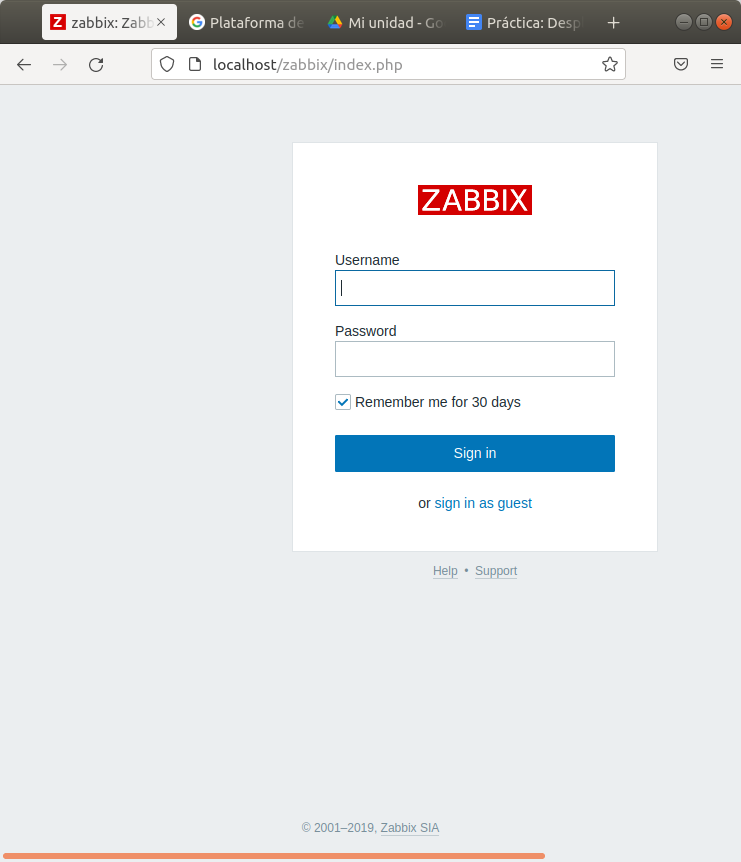 zabbix: Zabb
Plataforma de
Mi unidad - Go
Práctica: Desp
localhost/zabbix/index.php
ZABBIX
Username
Password
Remember me for 30 days
Sign in
or sign in as guest
Help • Support
© 2001–2019, Zabbix SIA